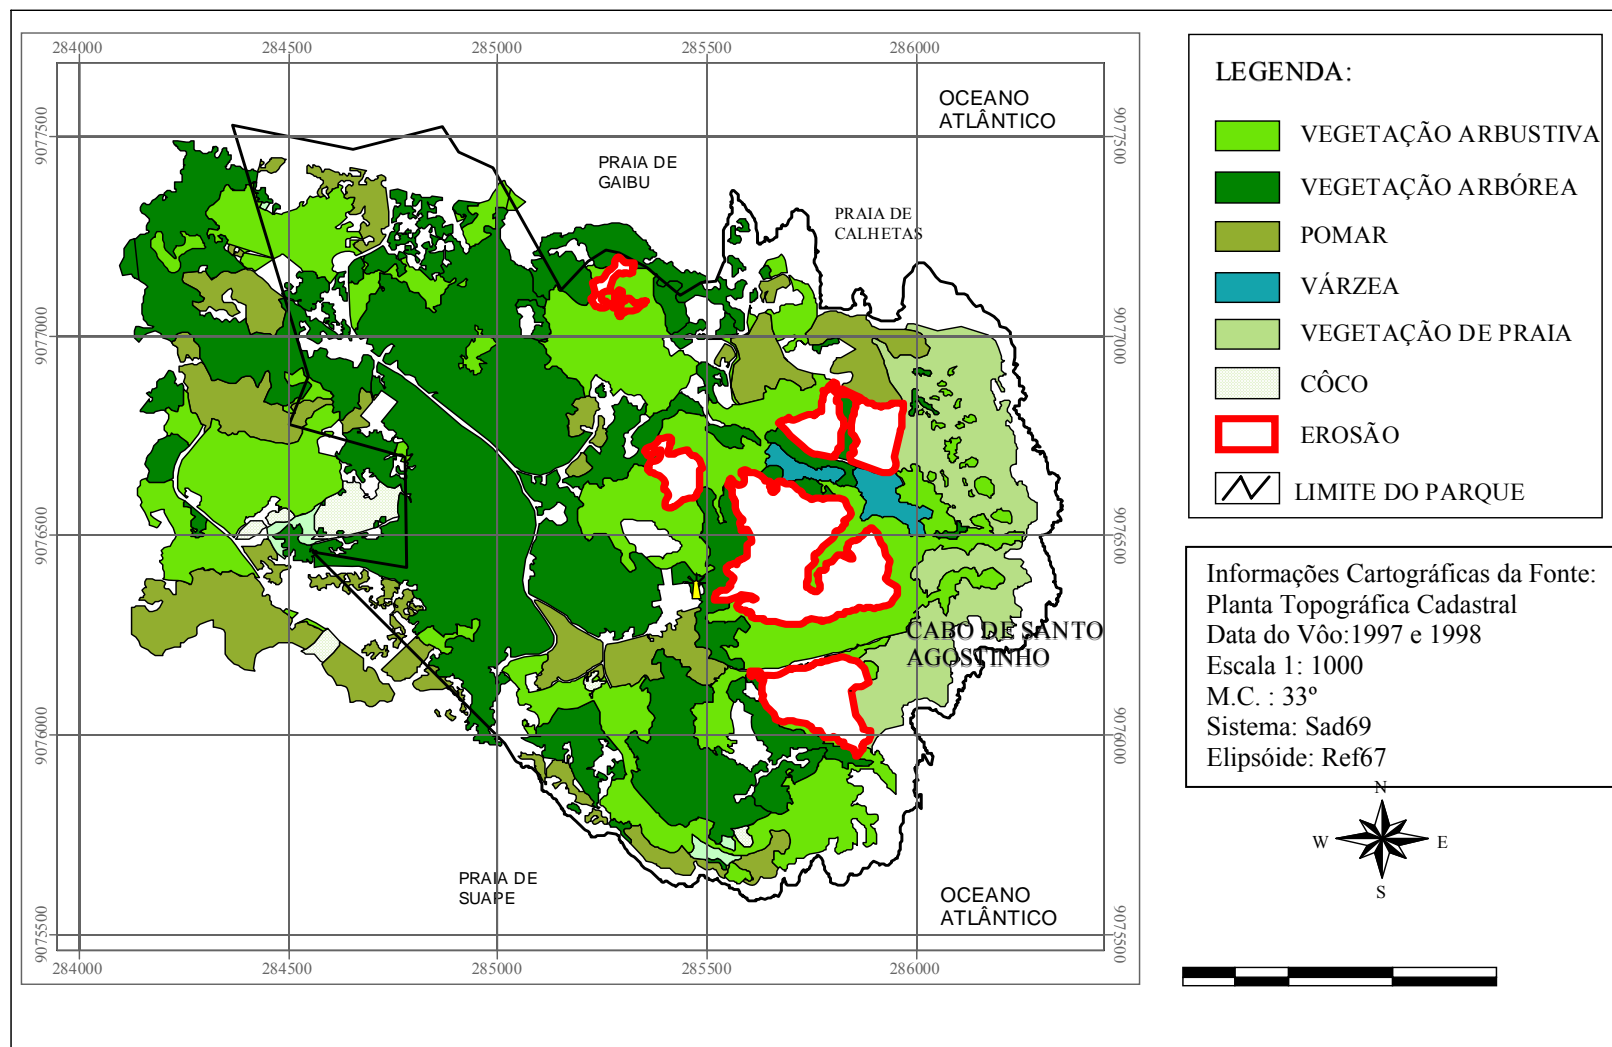 284000 284500 285000 285500 286000
OCEANO
ATLÂNTICO
9077500
9077500
PRAIA DE
GAIBU
PRAIA DE
CALHETAS
9077000
9077000
9076500
9076500
CABO DE SANTO
AGOSTINHO
9076000
9076000
PRAIA DE
SUAPE
OCEANO
ATLÂNTICO
9075500
9075500
284000 284500 285000 285500 286000
LEGENDA:
VEGETAÇÃO ARBUSTIVA
VEGETAÇÃO ARBÓREA
POMAR
VÁRZEA
VEGETAÇÃO DE PRAIA
CÔCO
EROSÃO
LIMITE DO PARQUE
Informações Cartográficas da Fonte:
Planta Topográfica Cadastral
Data do Vôo:1997 e 1998
Escala 1: 1000
M.C. : 33º
Sistema: Sad69
Elipsóide: Ref67
N
W E
S